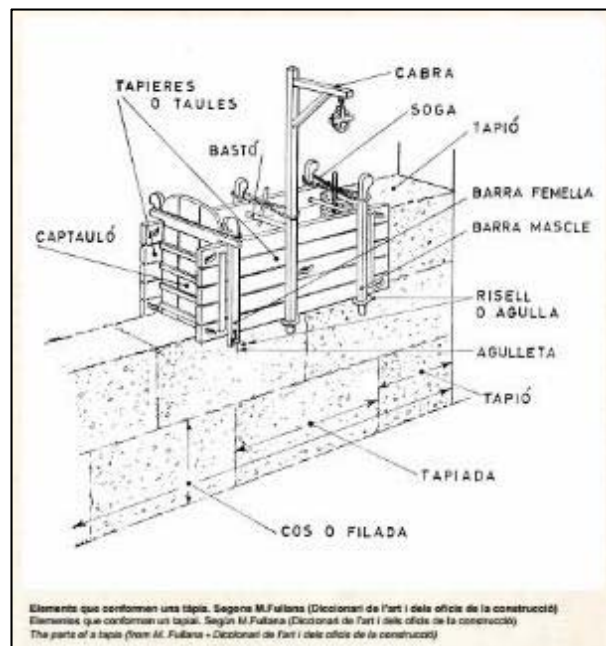 CABRA
TAPIERES
O TAULES
SOGA
TAPIÓ
BASTÓ
BARRA FEMELLA
CAPTAULÓ
BARRA MASCLE
RISELL
O AGULLA
AGULLETA
TAPIÓ
TAPIADA
COS O FILADA
Elements que conformen una tàpia. Segons M.Fullana (Diccionari de l'art i dels oficis de la construcció)
Elementos que conforman un tapial. Según M.Fullana (Diccionari de l'art i dels oficis de la construcció)
The parts of a tapia (from M. Fullana - Diccionari de l'art i dels oficis de la construcció)